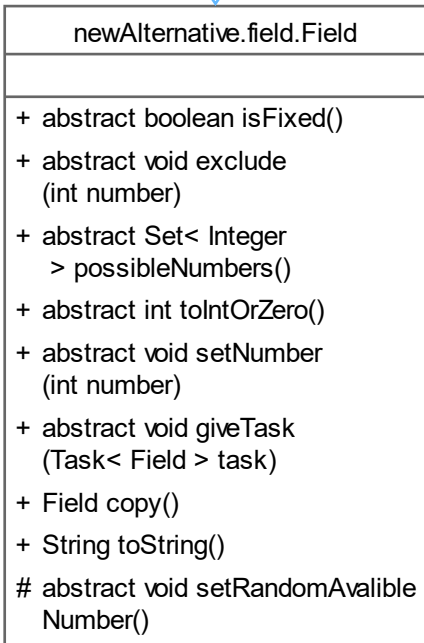 newAlternative.field.Field
+ abstract boolean isFixed()
+ abstract void exclude
(int number)
+ abstract Set< Integer
> possibleNumbers()
+ abstract int toIntOrZero()
+ abstract void setNumber
(int number)
+ abstract void giveTask
(Task< Field > task)
+ Field copy()
+ String toString()
# abstract void setRandomAvalible
Number()